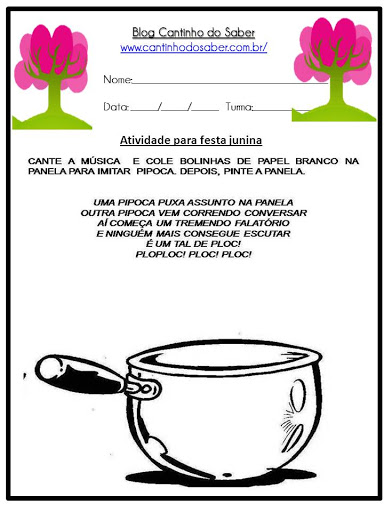 Blog Cantinho do Saber
www.cantinhodosaber.com.br/
Nome:
Data: ____/____/____ Turma:
Atividade para festa junina
CANTE A MÚSICA E COLE BOLINHAS DE PAPEL BRANCO NA
PANELA PARA IMITAR PIPOCA. DEPOIS, PINTE A PANELA.
UMA PIPOCA PUXA ASSUNTO NA PANELA
OUTRA PIPOCA VEM CORRENDO CONVERSAR
AÍ COMEÇA UM TREMENDO FALATÓRIO
E NINGUÉM MAIS CONSEGUE ESCUTAR
É UM TAL DE PLOC!
PLOPLOC! PLOC! PLOC!